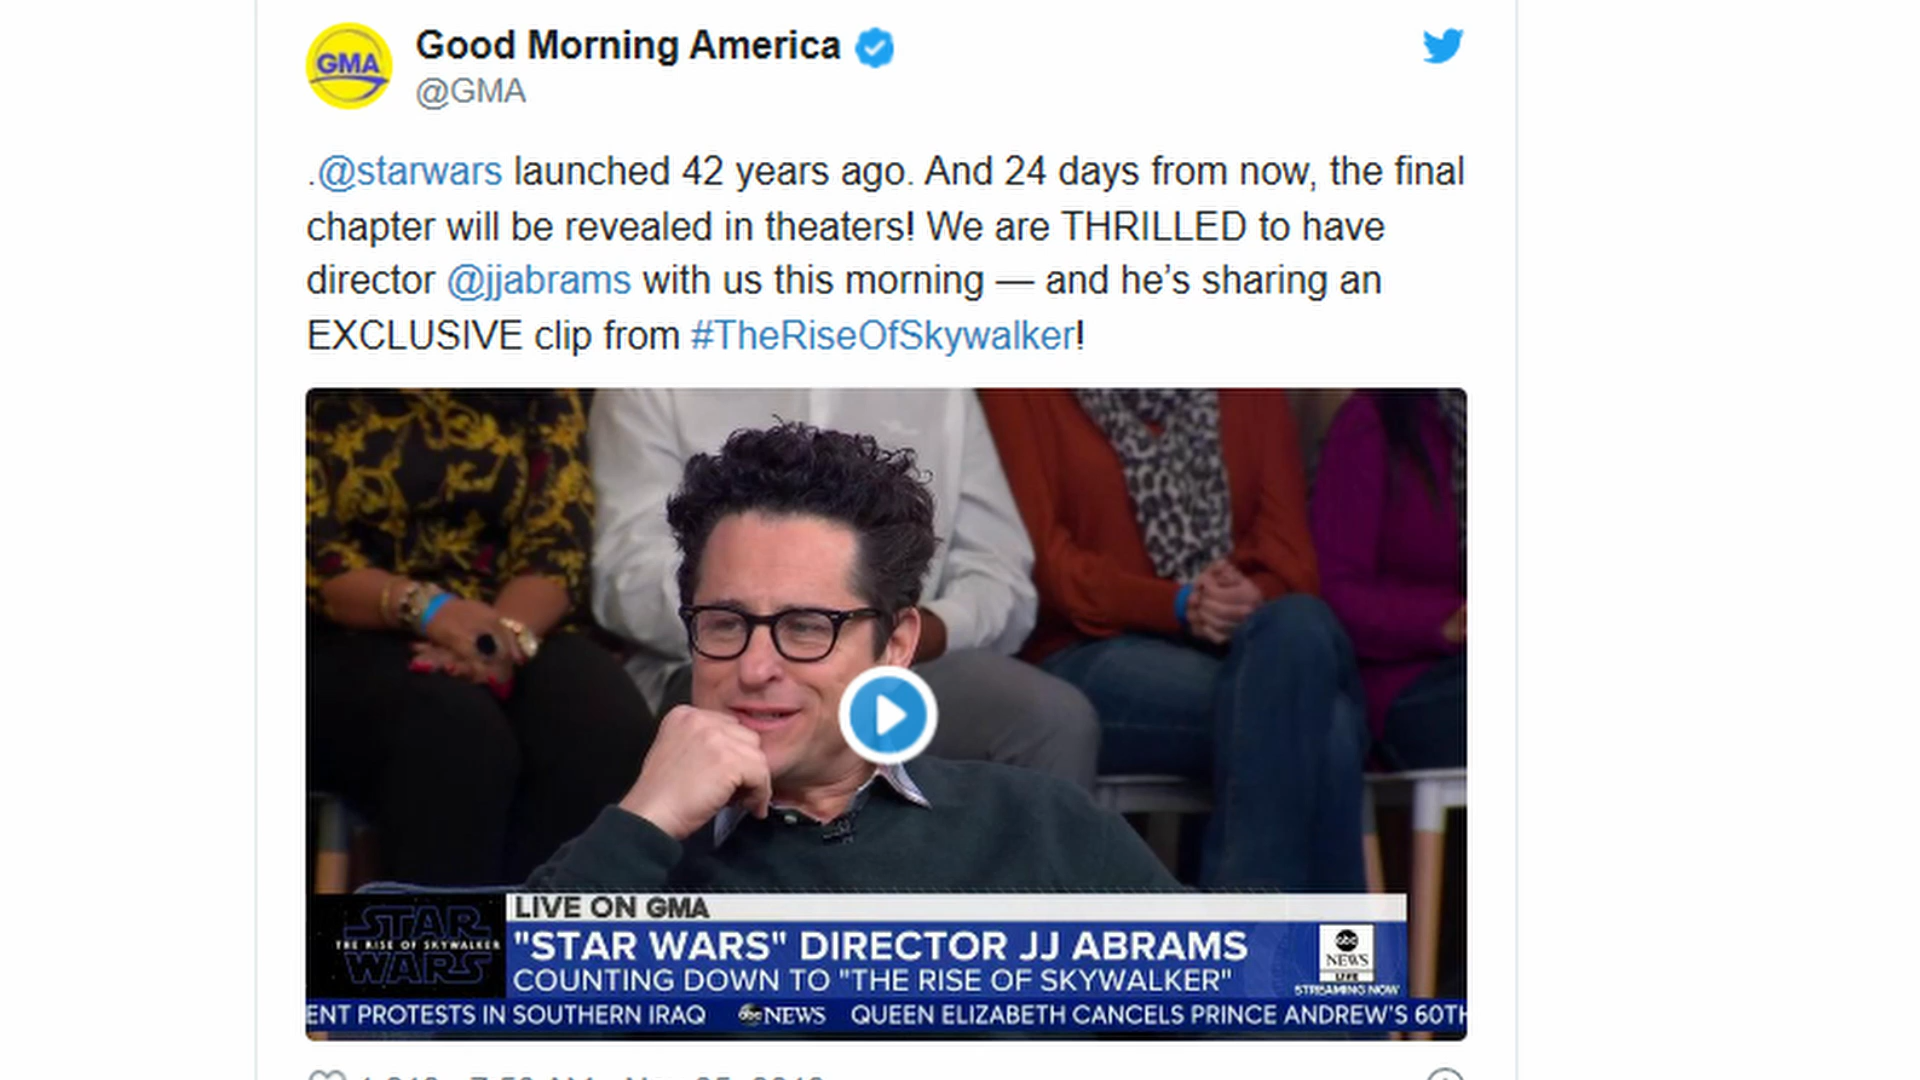 GMA
Good Morning America
@GMA
.@starwars launched 42 years ago. And 24 days from now, the final
chapter will be revealed in theaters! We are THRILLED to have
director @jjabrams with us this morning — and he’s sharing an
EXCLUSIVE clip from #TheRiseOfSkywalker!
LIVE ON GMA
STAR
THE RISE OF SKYWALKER
WARS
"STAR WARS" DIRECTOR JJ ABRAMS
COUNTING DOWN TO "THE RISE OF SKYWALKER"
abc
NEWS
LIVE
STREAMING NOW
ENT PROTESTS IN SOUTHERN IRAQ abc NEWS QUEEN ELIZABETH CANCELS PRINCE ANDREW'S 60TH